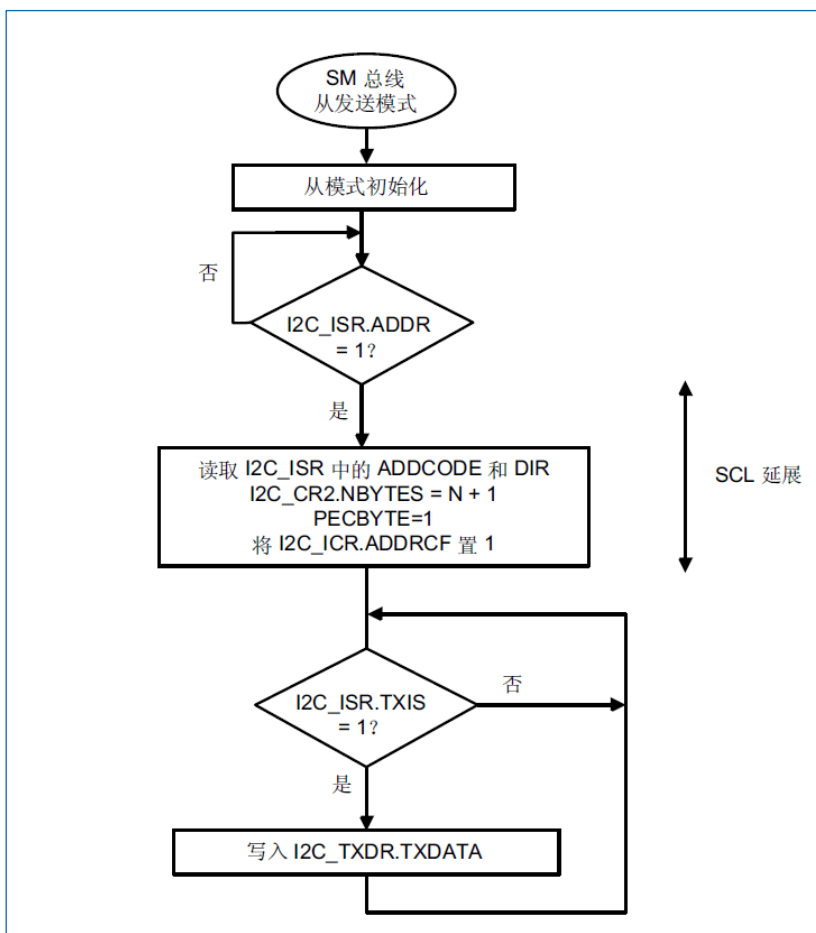 SM 总线
从发送模式
从模式初始化
否
I2C_ISR.ADDR
= 1？
是
读取 I2C_ISR 中的 ADDCODE 和 DIR
I2C_CR2.NBYTES = N + 1
PECBYTE=1
将 I2C_ICR.ADDRCF 置 1
SCL 延展
I2C_ISR.TXIS
= 1？
否
是
写入 I2C_TXDR.TXDATA